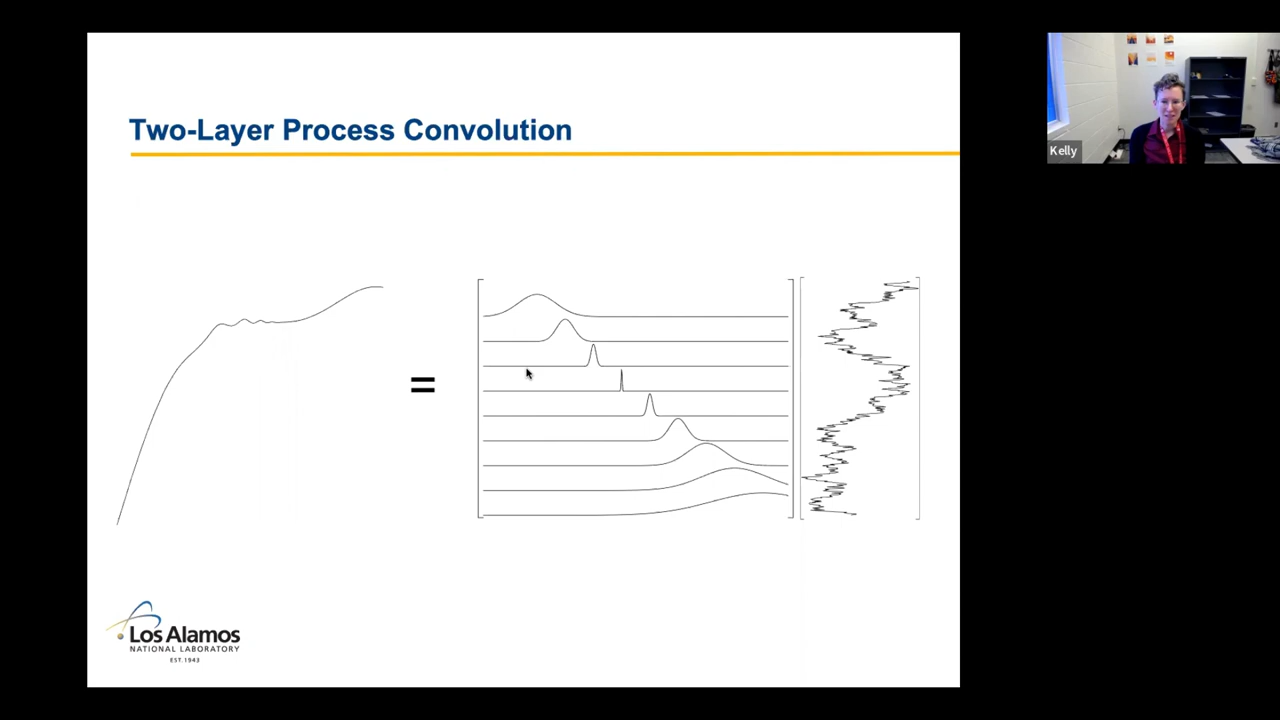 Two-Layer Process Convolution
Kelly
=
Los Alamos
NATIONAL LABORATORY
EST. 1943